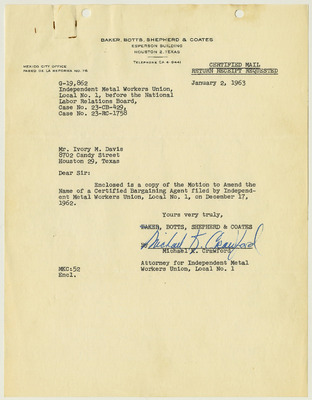 BAKER, BOTTS, SHEPHERD & COATES
ESPERSON BUILDING
HOUSTON 2, TEXAS
MEXICO CITY OFFICE
PASEO DE LA REFORMA NO. 76
TELEPHONE CA 4-9441
CERTIFIED MAIL
RETURN RECEIPT REQUESTED
G-19,862
Independent Metal Workers Union,
Local No. 1, before the National
Labor Relations Board,
Case No. 23-CB-429,
Case No. 23-RC-1758
January 2, 1963
Mr. Ivory M. Davis
8702 Candy Street
Houston 29, Texas
Dear Sir:
Enclosed is a copy of the Motion to Amend the
Name of a Certified Bargaining Agent filed by Independ-
ent Metal Workers Union, Local No. 1, on December 17,
1962.
Yours very truly,
BAKER, BOTTS, SHEPHERD & COATES
Michael K. Crawford
Michael K. Crawford
Attorney for Independent Metal
Workers Union, Local No. 1
MKC:52
Encl.